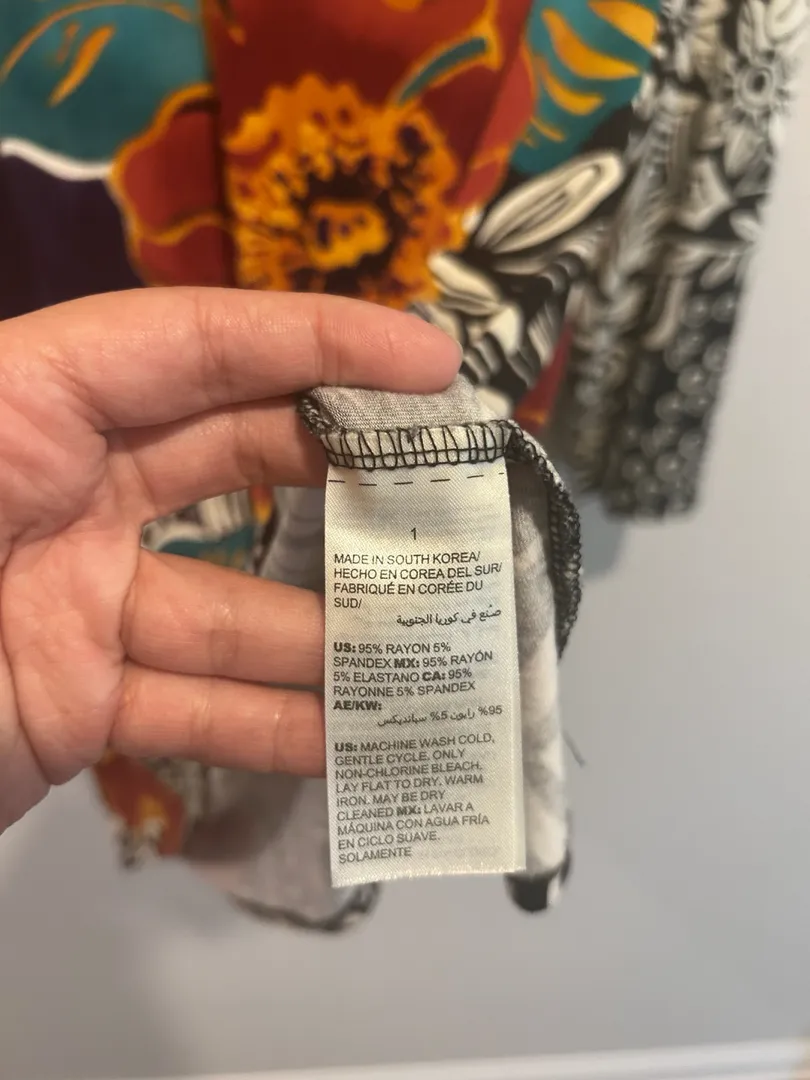 1
MADE IN SOUTH KOREA/
HECHO EN COREA DEL SUR/
FABRIQUÉ EN CORÉE DU
SUD/
صُنع في كوريا الجنوبية
US: 95% RAYON 5%
SPANDEX MX: 95% RAYÓN
5% ELASTANO CA: 95%
RAYONNE 5% SPANDEX
AE/KW:
95% رايون 5% سبانديكس
US: MACHINE WASH COLD,
GENTLE CYCLE. ONLY
NON-CHLORINE BLEACH.
LAY FLAT TO DRY. WARM
IRON. MAY BE DRY
CLEANED MX: LAVAR A
MÁQUINA CON AGUA FRÍA
EN CICLO SUAVE.
SOLAMENTE